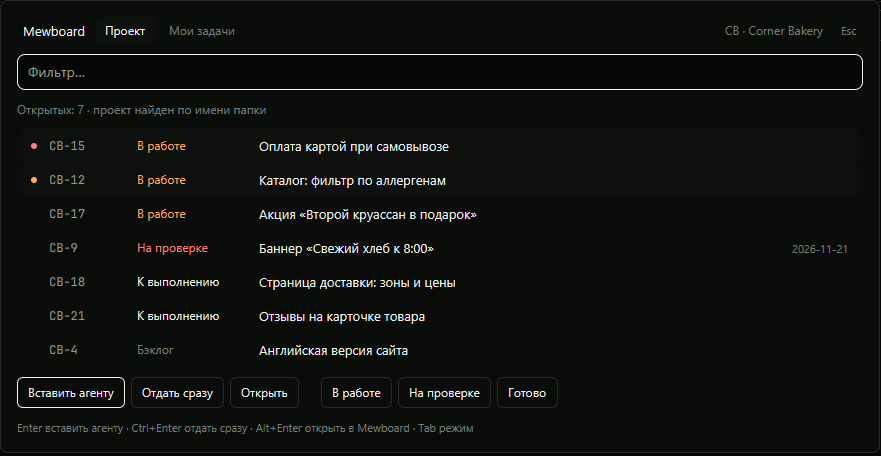 Mewboard Проект Мои задачи CB · Corner Bakery Esc
Фильтр...
Открытых: 7 · проект найден по имени папки
CB-15 В работе Оплата картой при самовывозе
CB-12 В работе Каталог: фильтр по аллергенам
CB-17 В работе Акция «Второй круассан в подарок»
CB-9 На проверке Баннер «Свежий хлеб к 8:00» 2026-11-21
CB-18 К выполнению Страница доставки: зоны и цены
CB-21 К выполнению Отзывы на карточке товара
CB-4 Бэклог Английская версия сайта
Вставить агенту Отдать сразу Открыть В работе На проверке Готово
Enter вставить агенту · Ctrl+Enter отдать сразу · Alt+Enter открыть в Mewboard · Tab режим